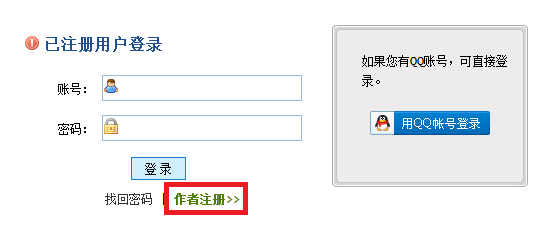 已注册用户登录
账号：
密码：
登 录
找回密码 作者注册>>
如果您有QQ账号，可直接登
录。
用QQ帐号登录